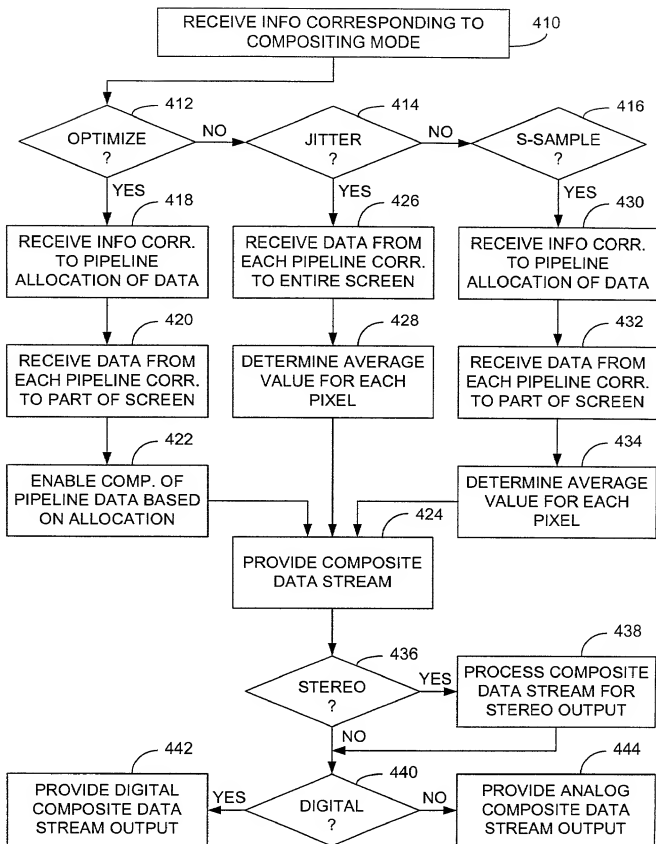 RECEIVE INFO CORRESPONDING TO
COMPOSITING MODE
410
412
OPTIMIZE
?
NO
YES
414
JITTER
?
NO
YES
416
S-SAMPLE
?
YES
418
RECEIVE INFO CORR.
TO PIPELINE
ALLOCATION OF DATA
426
RECEIVE DATA FROM
EACH PIPELINE CORR.
TO ENTIRE SCREEN
430
RECEIVE INFO CORR.
TO PIPELINE
ALLOCATION OF DATA
420
RECEIVE DATA FROM
EACH PIPELINE CORR.
TO PART OF SCREEN
428
DETERMINE AVERAGE
VALUE FOR EACH
PIXEL
432
RECEIVE DATA FROM
EACH PIPELINE CORR.
TO PART OF SCREEN
422
ENABLE COMP. OF
PIPELINE DATA BASED
ON ALLOCATION
434
DETERMINE AVERAGE
VALUE FOR EACH
PIXEL
424
PROVIDE COMPOSITE
DATA STREAM
436
STEREO
?
YES
NO
438
PROCESS COMPOSITE
DATA STREAM FOR
STEREO OUTPUT
442
PROVIDE DIGITAL
COMPOSITE DATA
STREAM OUTPUT
YES
440
DIGITAL
?
NO
444
PROVIDE ANALOG
COMPOSITE DATA
STREAM OUTPUT